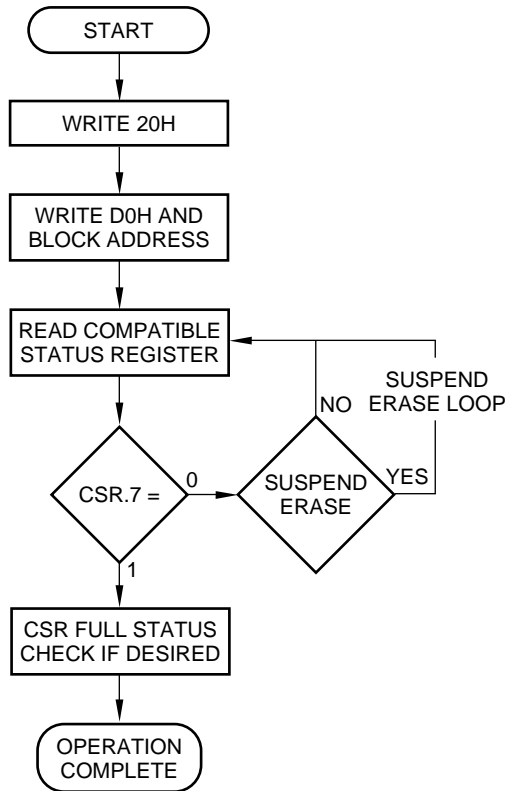 START
WRITE 20H
WRITE D0H AND
BLOCK ADDRESS
READ COMPATIBLE
STATUS REGISTER
SUSPEND
ERASE LOOP
NO
CSR.7 =
0
SUSPEND
ERASE
YES
1
CSR FULL STATUS
CHECK IF DESIRED
OPERATION
COMPLETE